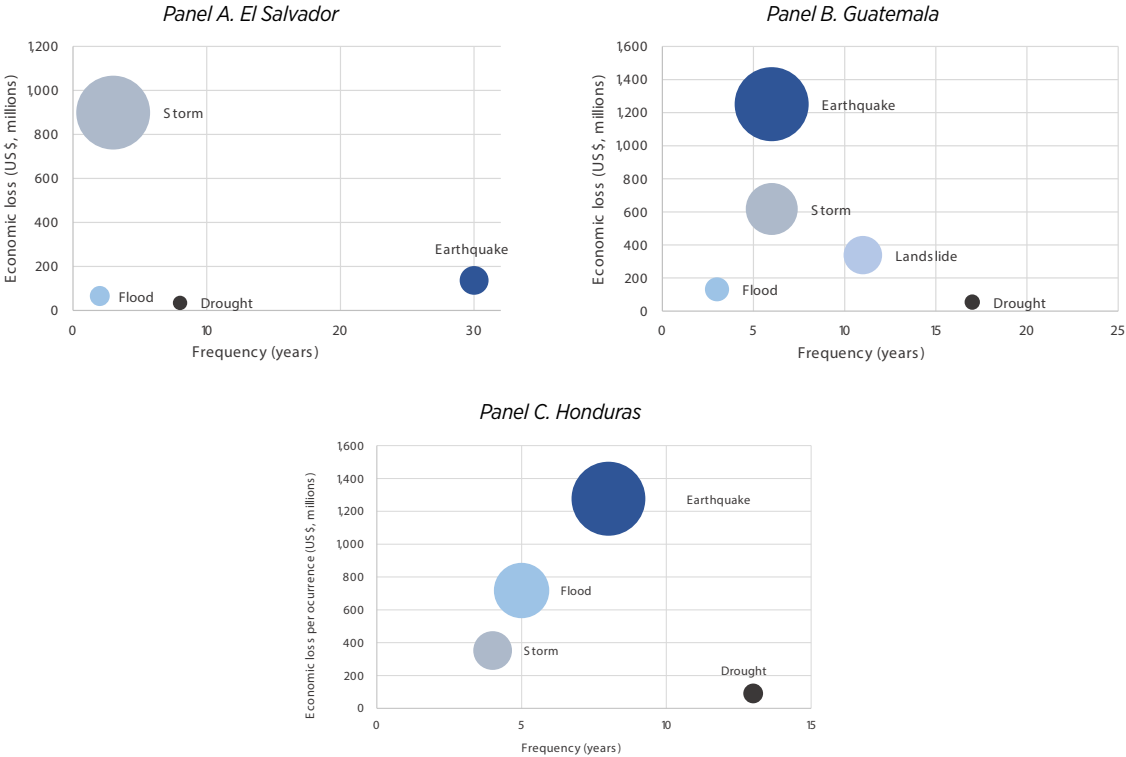 Panel A. El Salvador
Economic loss (US$, millions)
1,200
1,000
800
600
400
200
0
Storm
Earthquake
Flood
Drought
0
10
20
30
Frequency (years)
Panel B. Guatemala
Economic loss (US$, millions)
1,600
1,400
1,200
1,000
800
600
400
200
0
Earthquake
Storm
Landslide
Flood
Drought
0
5
10
15
20
25
Frequency (years)
Panel C. Honduras
Economic loss per ocurrence (US$, millions)
1,600
1,400
1,200
1,000
800
600
400
200
0
Earthquake
Flood
Storm
Drought
0
5
10
15
Frequency (years)